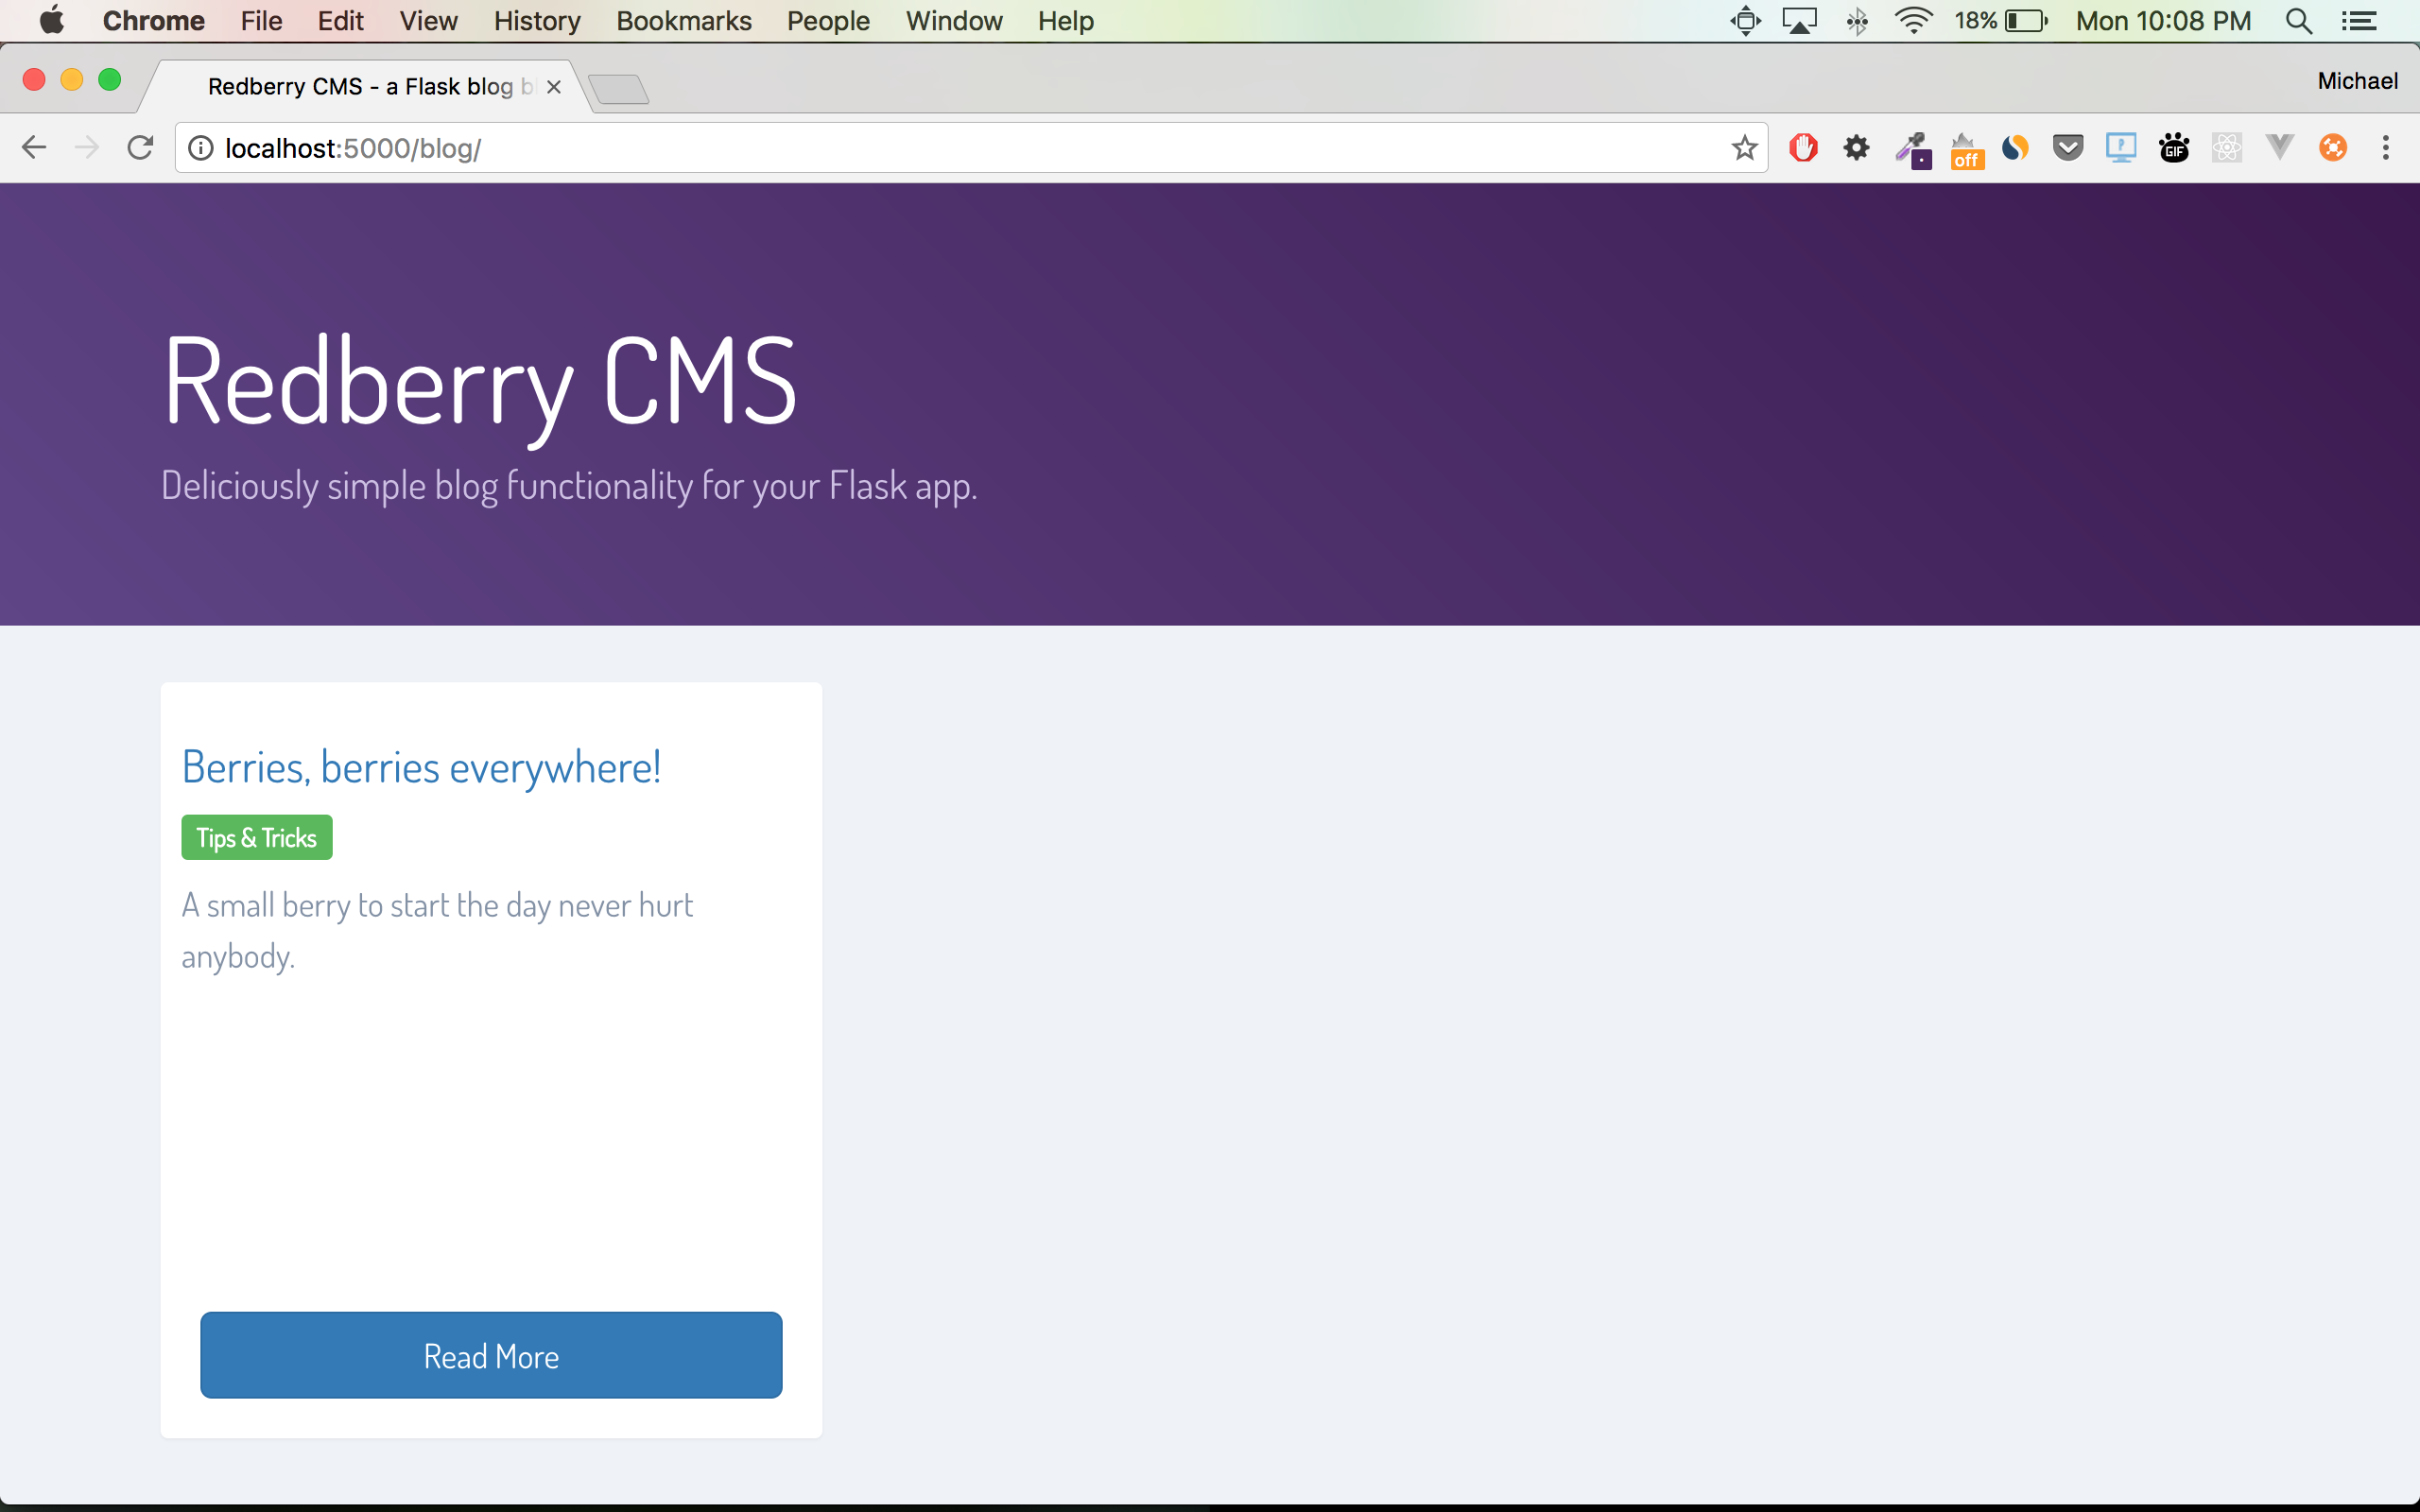 Chrome File Edit View History Bookmarks People Window Help 18% Mon 10:08 PM
Redberry CMS - a Flask blog b
Michael
localhost:5000/blog/
off
P
GIF
Redberry CMS
Deliciously simple blog functionality for your Flask app.
Berries, berries everywhere!
Tips & Tricks
A small berry to start the day never hurt
anybody.
Read More